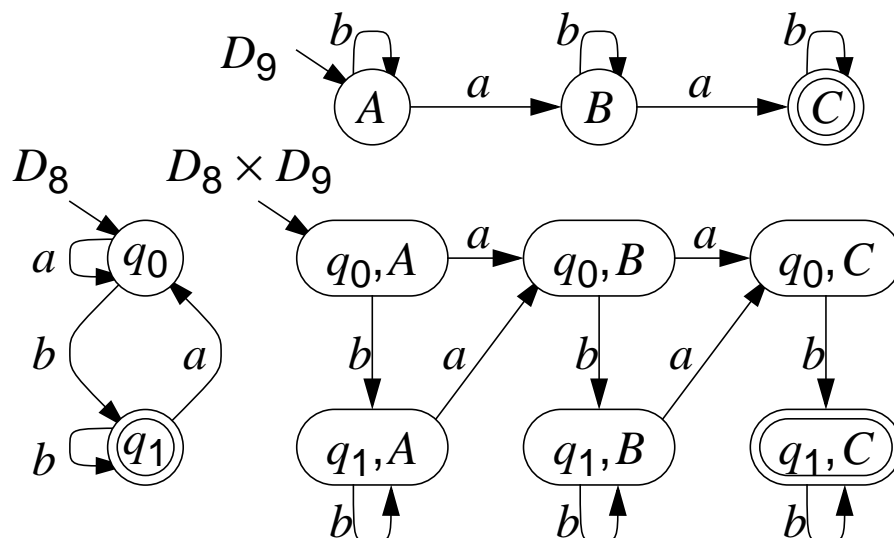 b b b
D₉ A a B a C
D₈ D₈ × D₉
a q₀ q₀,A a q₀,B a q₀,C
b a b a b a b
b q₁ q₁,A q₁,B q₁,C
b b b